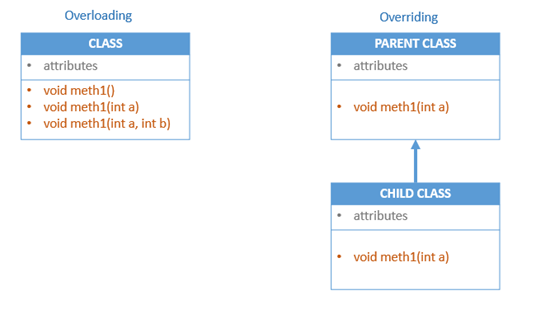 Overloading
CLASS
• attributes
• void meth1()
• void meth1(int a)
• void meth1(int a, int b)
Overriding
PARENT CLASS
• attributes
• void meth1(int a)
CHILD CLASS
• attributes
• void meth1(int a)